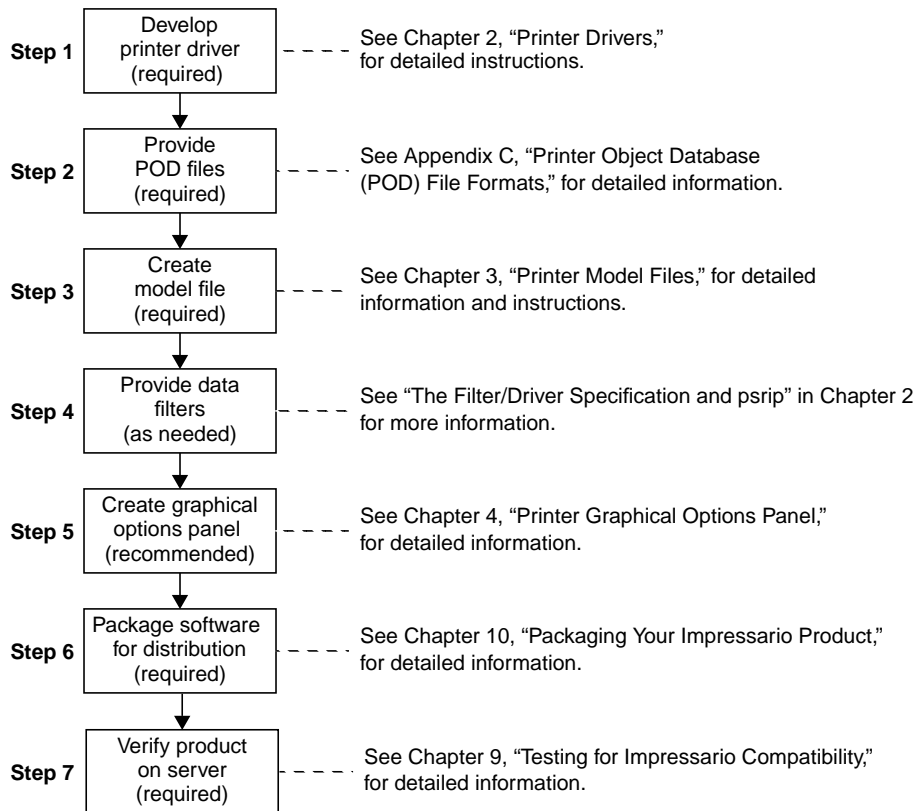 Step 1
Develop
printer driver
(required)
See Chapter 2, “Printer Drivers,”
for detailed instructions.
Step 2
Provide
POD files
(required)
See Appendix C, “Printer Object Database
(POD) File Formats,” for detailed information.
Step 3
Create
model file
(required)
See Chapter 3, “Printer Model Files,” for detailed
information and instructions.
Step 4
Provide data
filters
(as needed)
See “The Filter/Driver Specification and psrip” in Chapter 2
for more information.
Step 5
Create graphical
options panel
(recommended)
See Chapter 4, “Printer Graphical Options Panel,”
for detailed information.
Step 6
Package software
for distribution
(required)
See Chapter 10, “Packaging Your Impressario Product,”
for detailed information.
Step 7
Verify product
on server
(required)
See Chapter 9, “Testing for Impressario Compatibility,”
for detailed information.